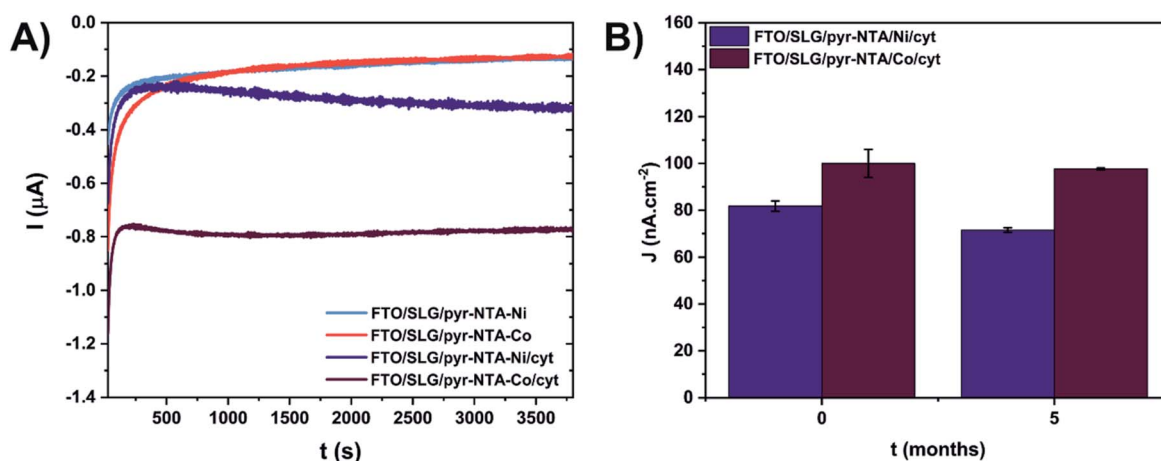 A)
I (μA)
0.0
-0.2
-0.4
-0.6
-0.8
-1.0
-1.2
-1.4
FTO/SLG/pyr-NTA-Ni
FTO/SLG/pyr-NTA-Co
FTO/SLG/pyr-NTA-Ni/cyt
FTO/SLG/pyr-NTA-Co/cyt
500 1000 1500 2000 2500 3000 3500
t (s)
B)
J (nA.cm-2)
160
140
120
100
80
60
40
20
0
FTO/SLG/pyr-NTA/Ni/cyt
FTO/SLG/pyr-NTA/Co/cyt
0 5
t (months)